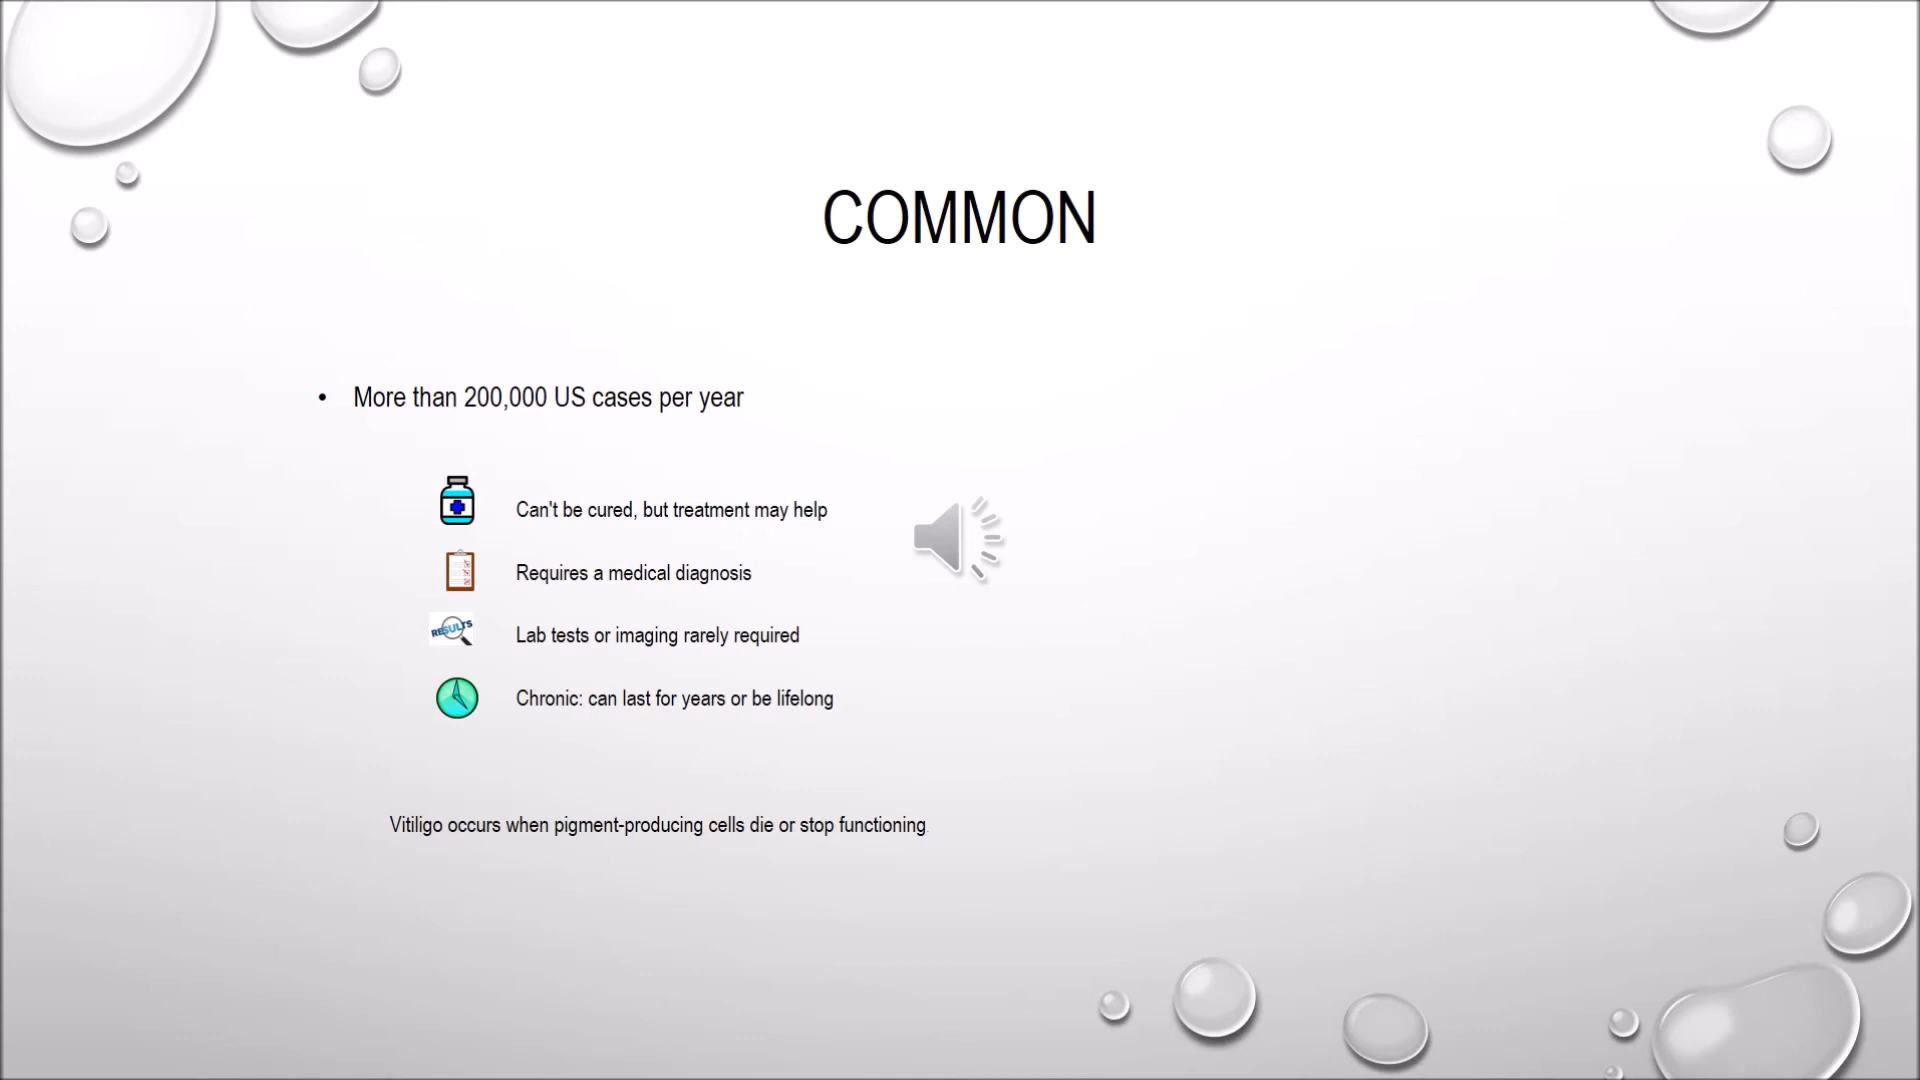 COMMON
• More than 200,000 US cases per year
Can't be cured, but treatment may help
Requires a medical diagnosis
RESULTS
Lab tests or imaging rarely required
Chronic: can last for years or be lifelong
Vitiligo occurs when pigment-producing cells die or stop functioning.